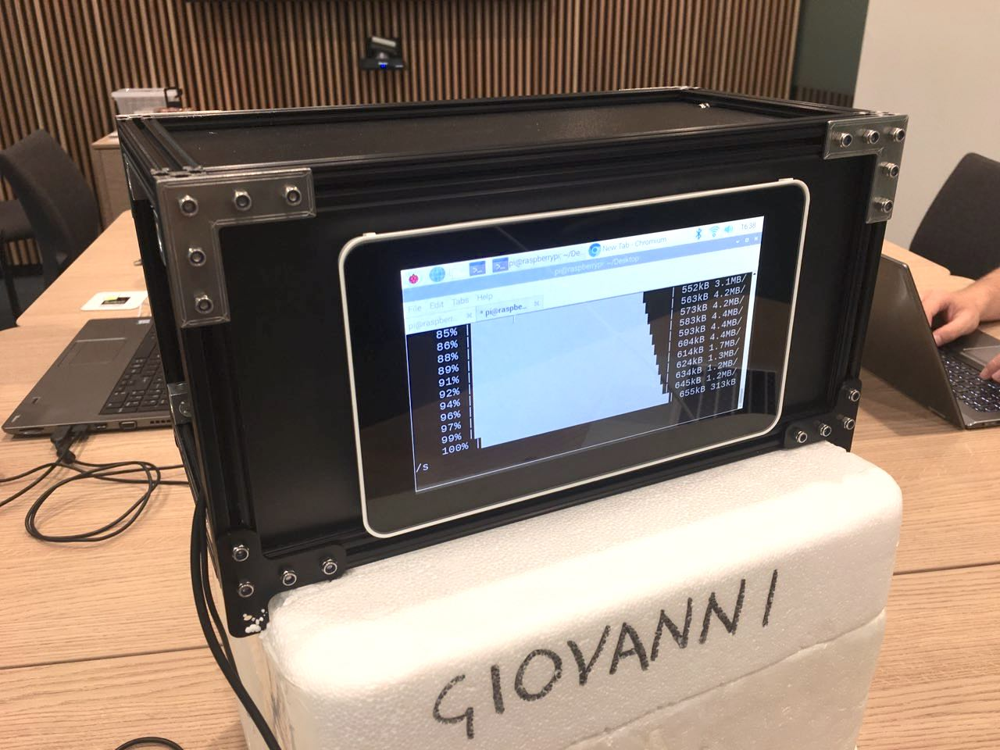 16:38
pi@raspberrypi: ~/De...
New Tab - Chromium
pi@raspberrypi: ~/Desktop
File Edit Tabs Help
pi@raspberr...
* pi@raspbe...
85% | | 552kB 3.1MB/
86% | | 563kB 4.2MB/
88% | | 573kB 4.2MB/
89% | | 583kB 4.4MB/
91% | | 593kB 4.4MB/
92% | | 604kB 4.4MB/
94% | | 614kB 1.7MB/
96% | | 624kB 1.3MB/
97% | | 634kB 1.2MB/
99% | | 645kB 1.2MB/
100% | | 655kB 313kB
/s
GIOVANNI